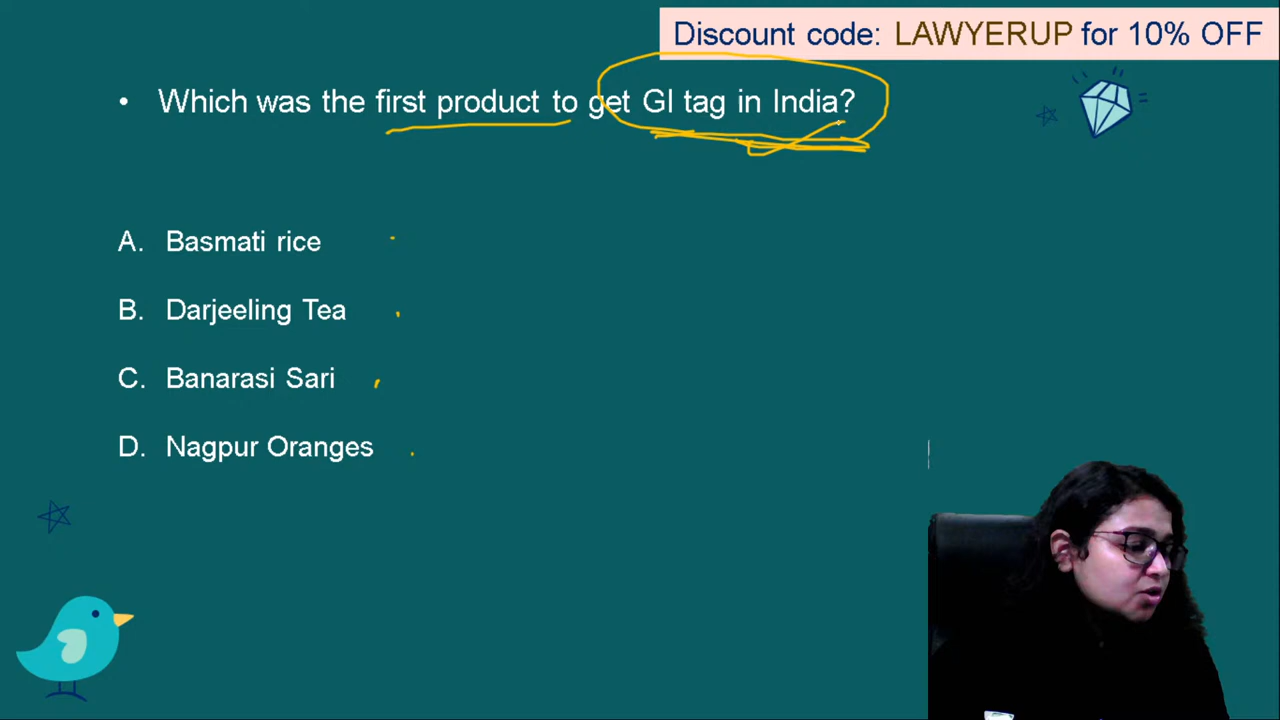 Discount code: LAWYERUP for 10% OFF
• Which was the first product to get GI tag in India?
A. Basmati rice
B. Darjeeling Tea
C. Banarasi Sari
D. Nagpur Oranges